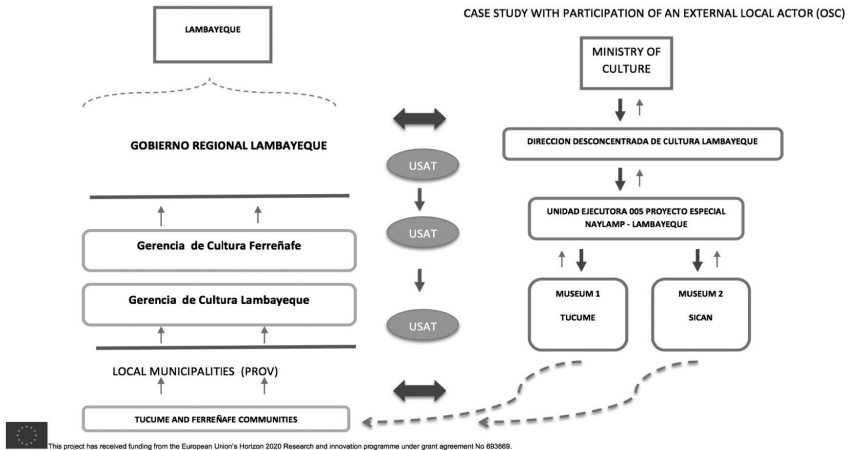 LAMBAYEQUE
CASE STUDY WITH PARTICIPATION OF AN EXTERNAL LOCAL ACTOR (OSC)
MINISTRY OF
CULTURE
GOBIERNO REGIONAL LAMBAYEQUE
Gerencia de Cultura Ferreñafe
Gerencia de Cultura Lambayeque
LOCAL MUNICIPALITIES (PROV)
TUCUME AND FERREÑAFE COMMUNITIES
USAT
USAT
USAT
DIRECCION DESCONCENTRADA DE CULTURA LAMBAYEQUE
UNIDAD EJECUTORA 005 PROYECTO ESPECIAL
NAYLAMP - LAMBAYEQUE
MUSEUM 1
TUCUME
MUSEUM 2
SICAN
This project has received funding from the European Union's Horizon 2020 Research and innovation programme under grant agreement No 693669.